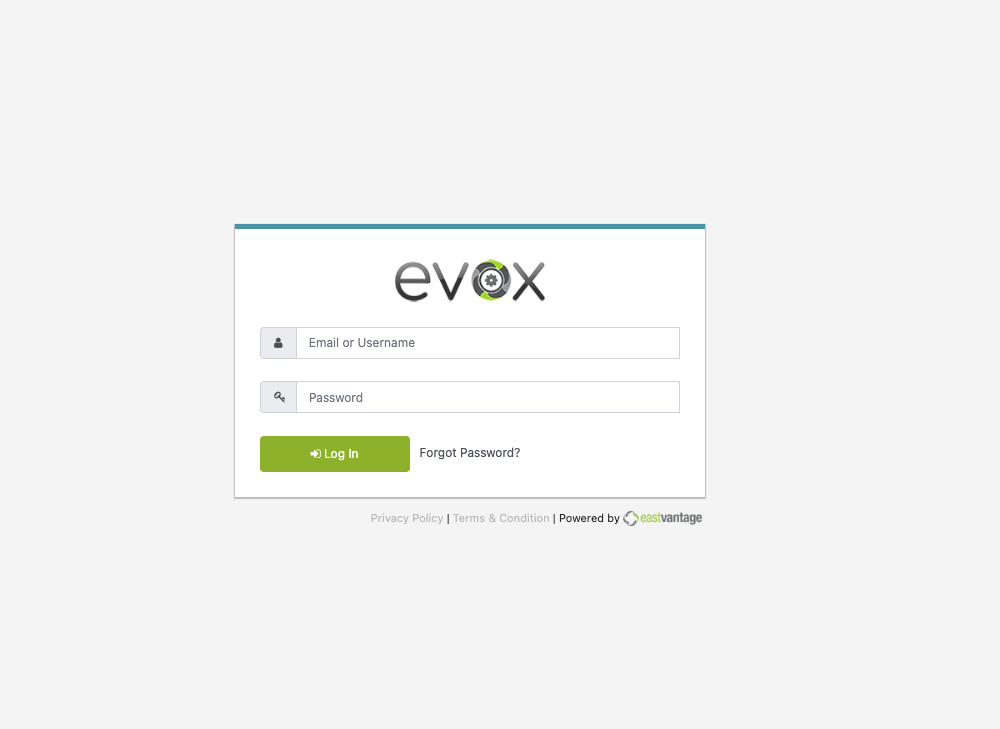 evox
Email or Username
Password
Log In Forgot Password?
Privacy Policy | Terms & Condition | Powered by eastvantage